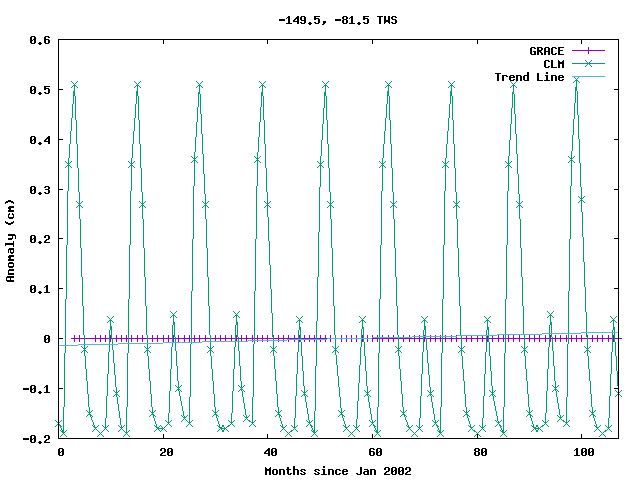 -149.5, -81.5 TWS
GRACE
CLM
Trend Line
0.6
0.5
0.4
0.3
0.2
0.1
0
-0.1
-0.2
Anomaly (cm)
0 20 40 60 80 100
Months since Jan 2002